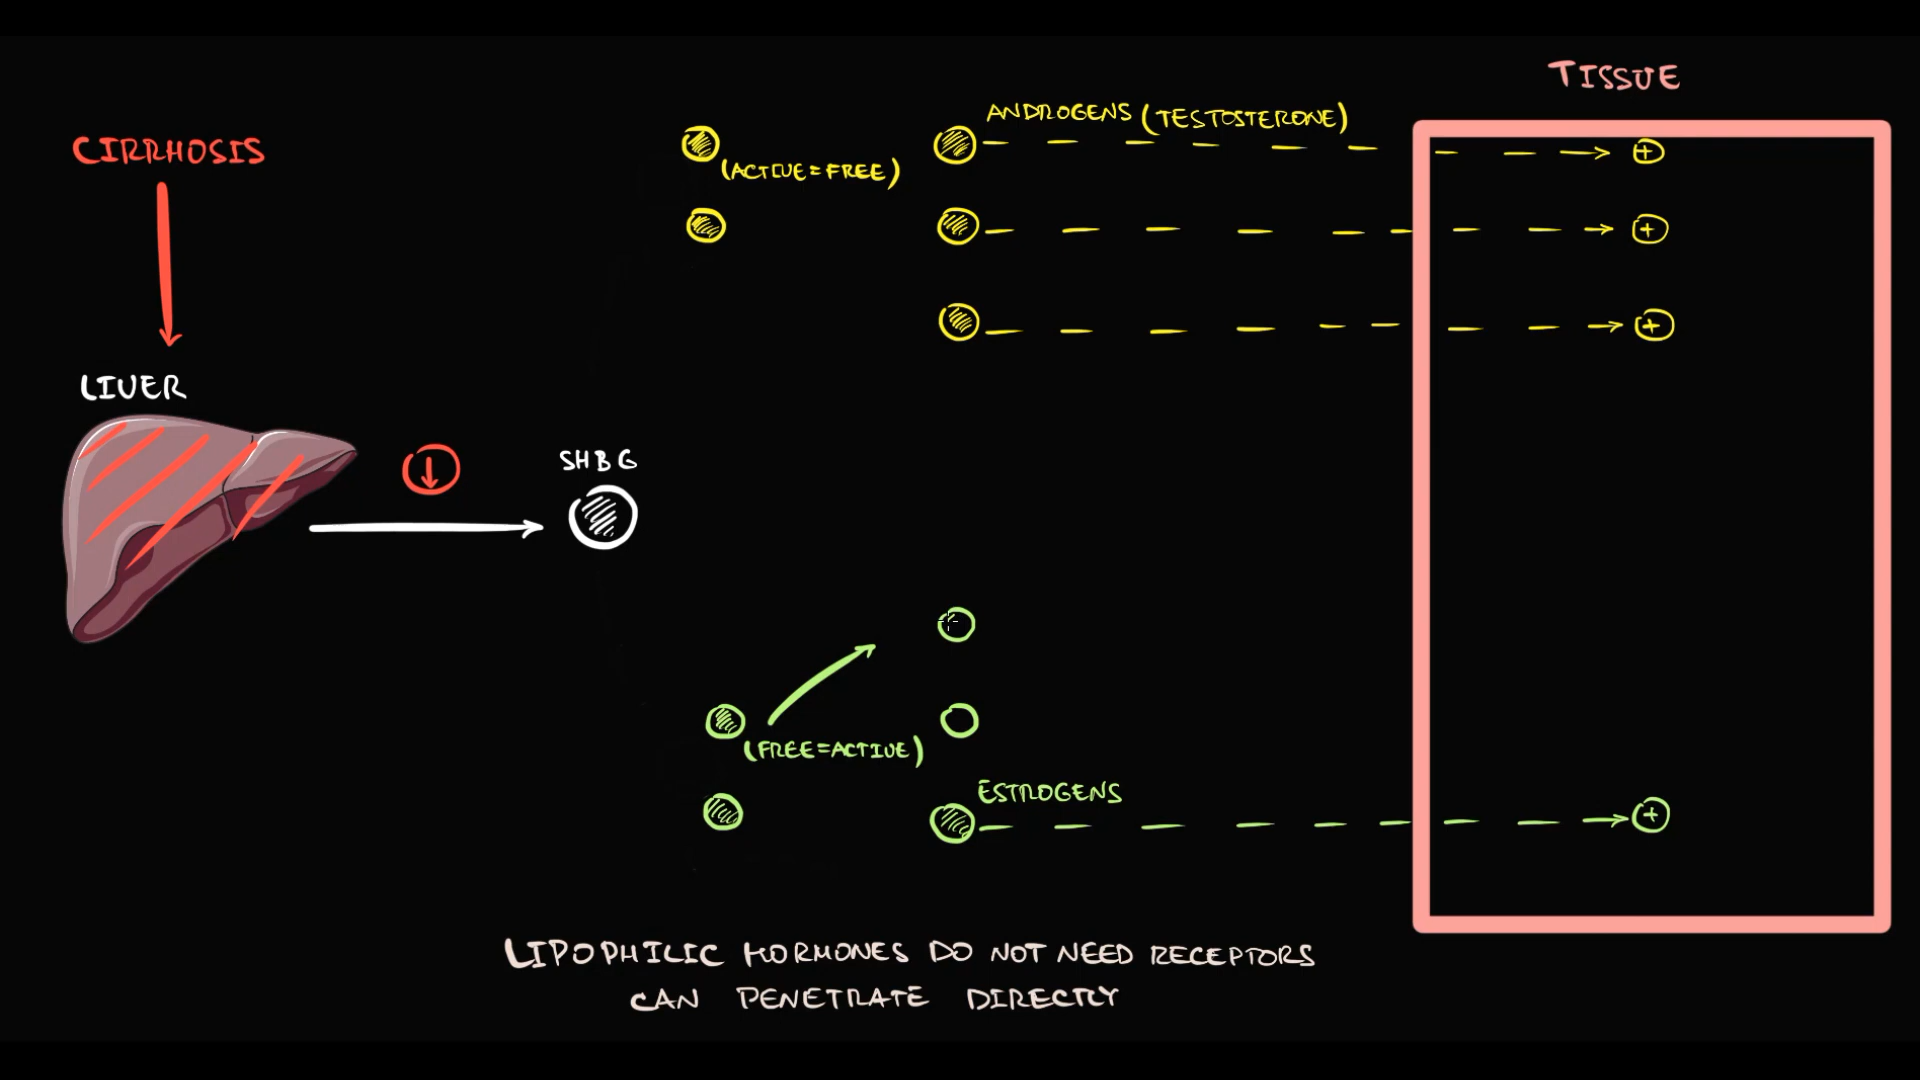 TISSUE
ANDROGENS (TESTOSTERONE)
CIRRHOSIS
(ACTIVE=FREE)
LIVER
SHBG
(FREE=ACTIVE)
ESTROGENS
LIPOPHILIC HORMONES DO NOT NEED RECEPTORS
CAN PENETRATE DIRECTLY